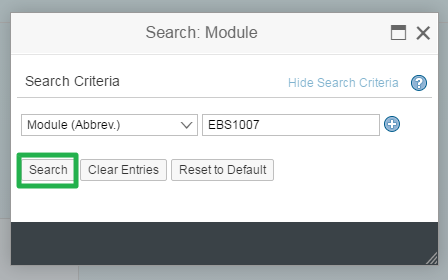 Search: Module
Search Criteria
Hide Search Criteria ?
Module (Abbrev.) EBS1007
Search Clear Entries Reset to Default